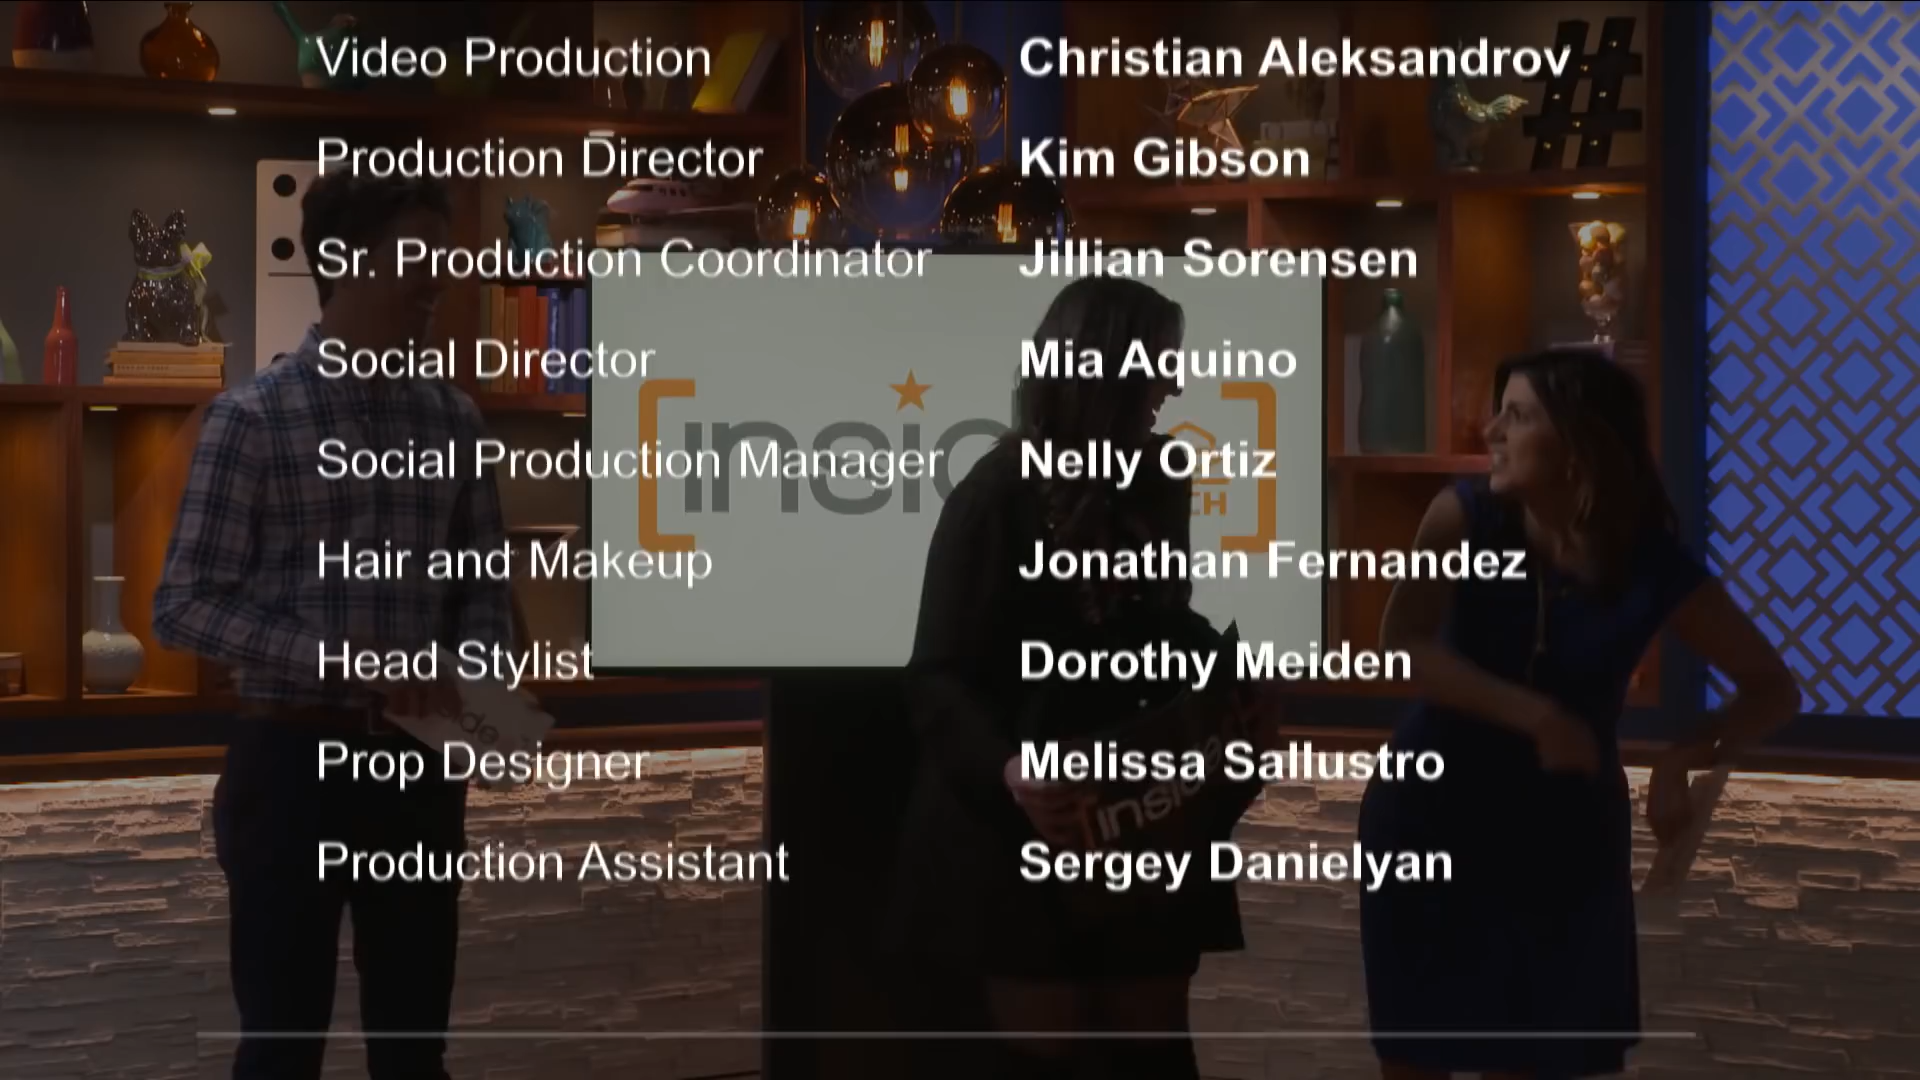 Video Production Christian Aleksandrov
Production Director Kim Gibson
Sr. Production Coordinator Jillian Sorensen
Social Director Mia Aquino
Social Production Manager Nelly Ortiz
Hair and Makeup Jonathan Fernandez
Head Stylist Dorothy Meiden
Prop Designer Melissa Sallustro
Production Assistant Sergey Danielyan